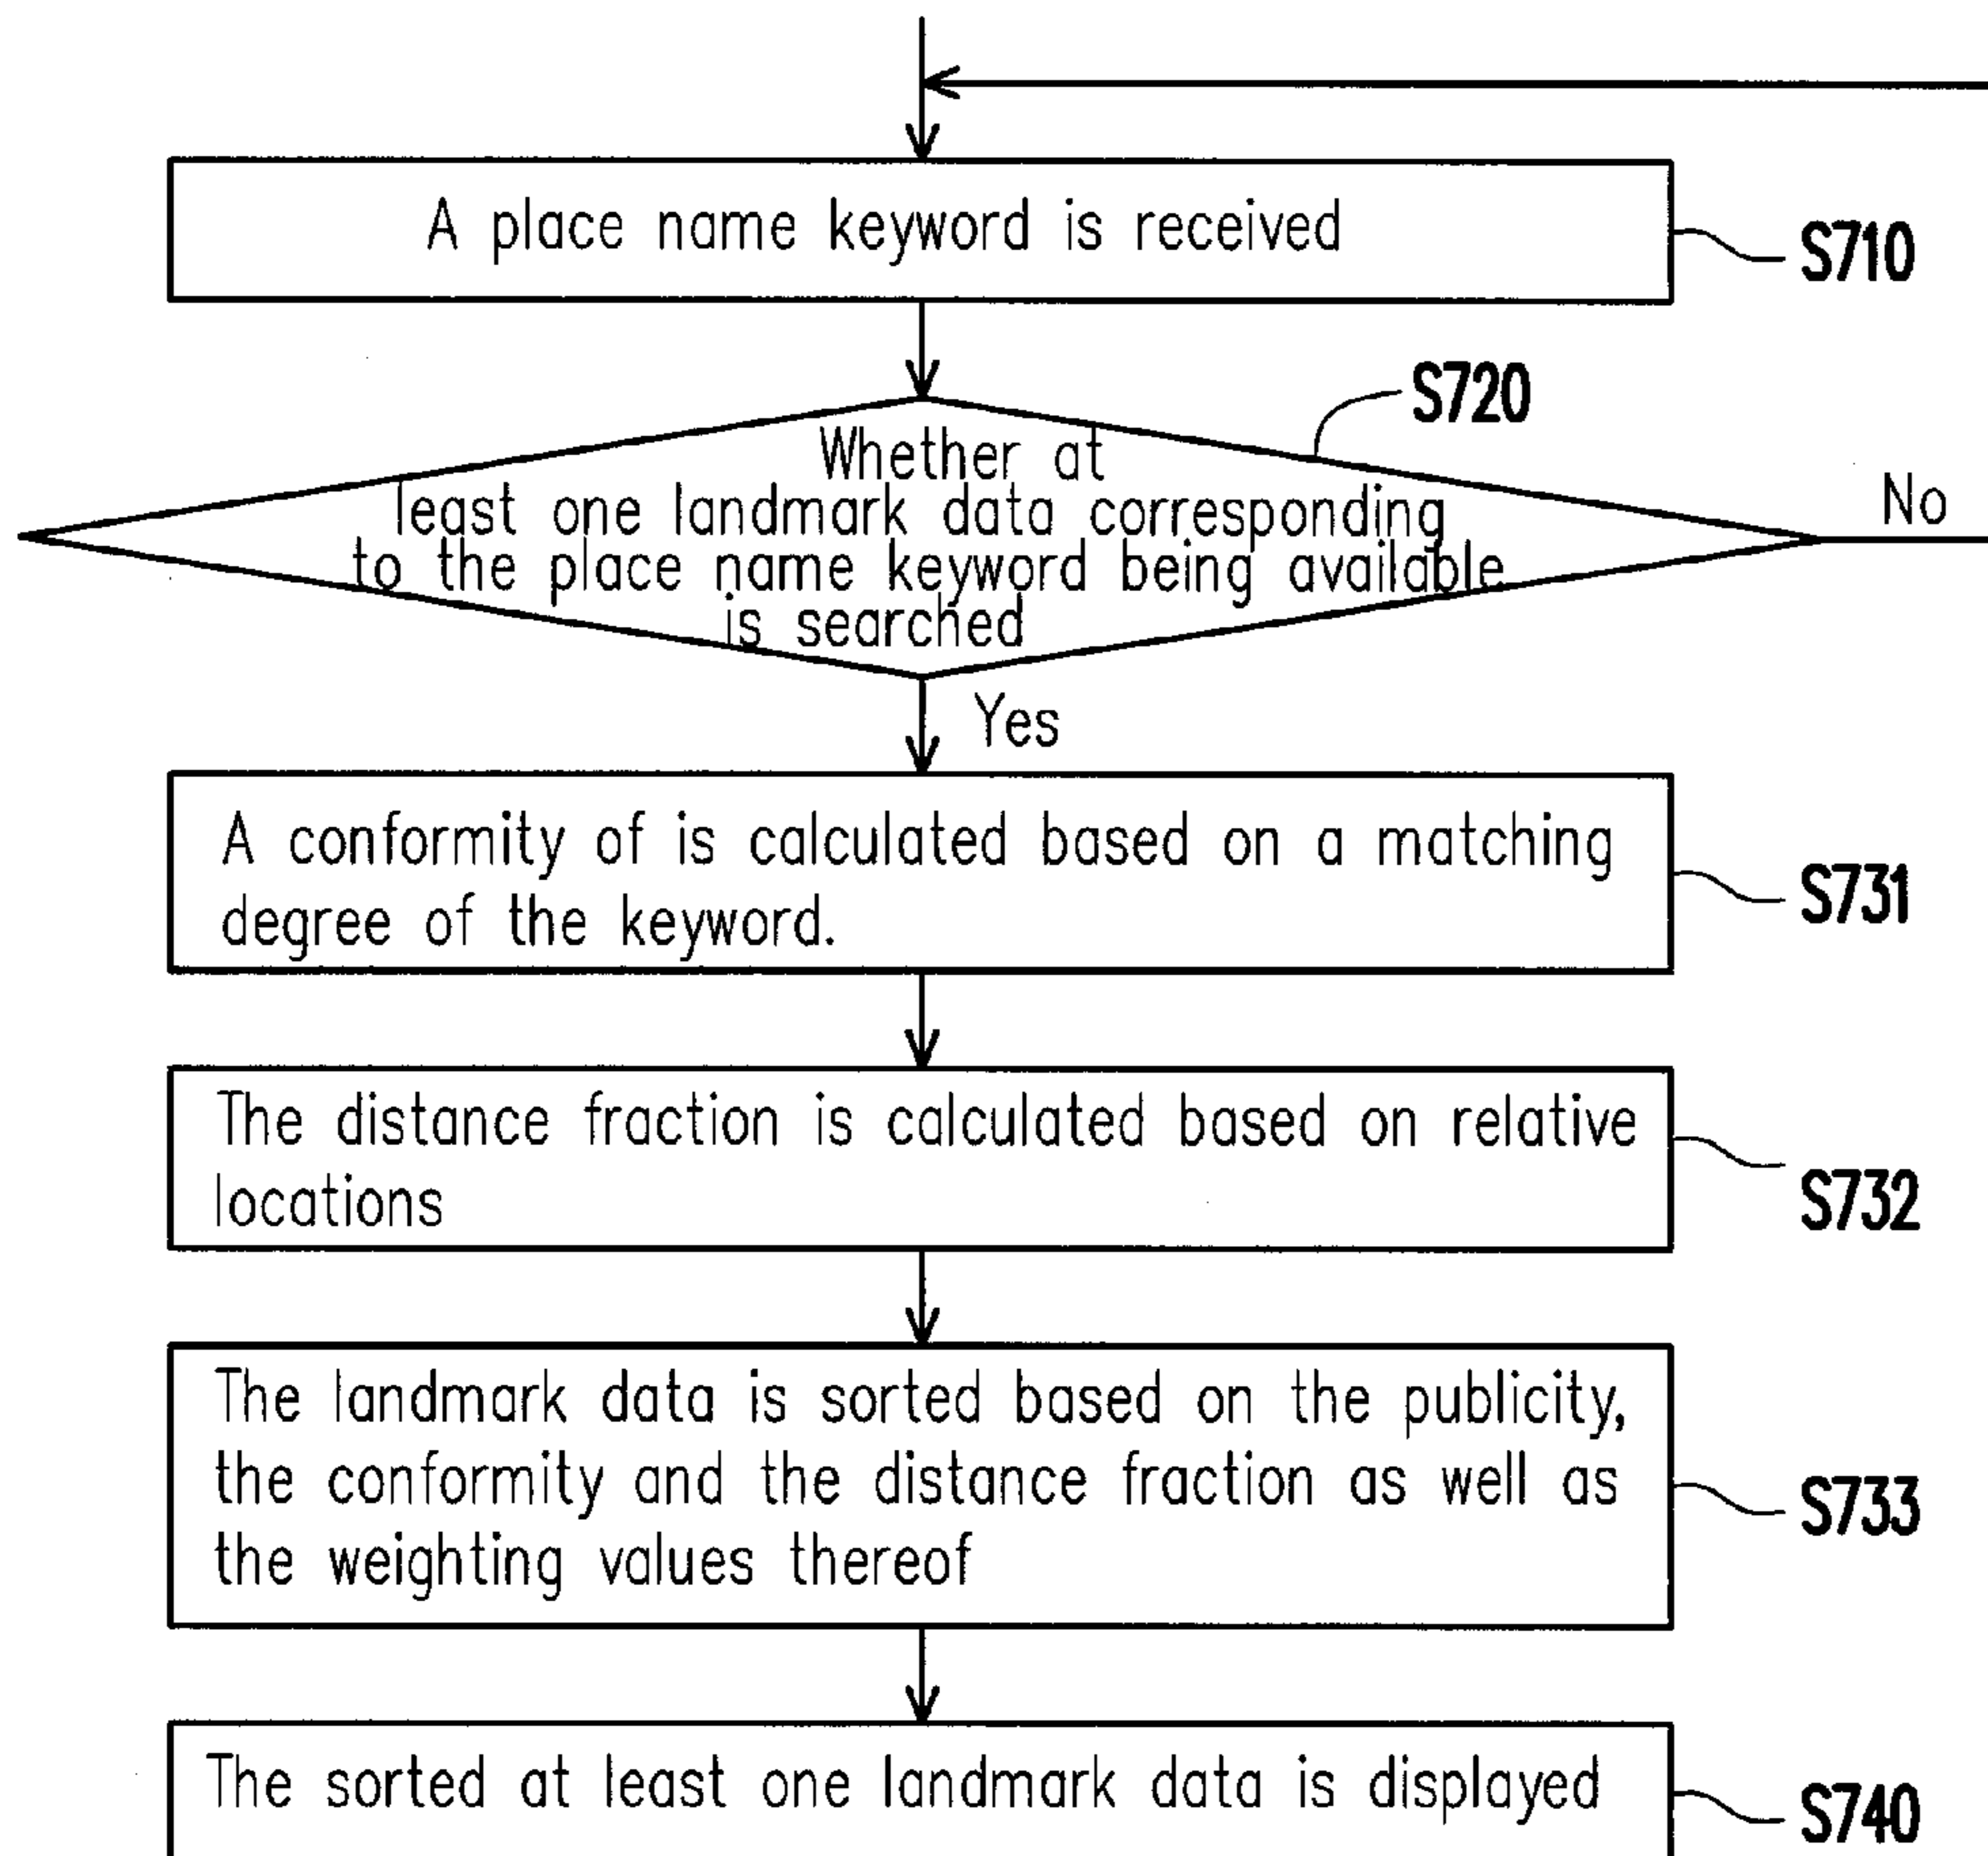 A place name keyword is received
S710
S720
Whether at
least one landmark data corresponding
to the place name keyword being available
is searched
No
Yes
A conformity of is calculated based on a matching
degree of the keyword.
S731
The distance fraction is calculated based on relative
locations
S732
The landmark data is sorted based on the publicity,
the conformity and the distance fraction as well as
the weighting values thereof
S733
The sorted at least one landmark data is displayed
S740